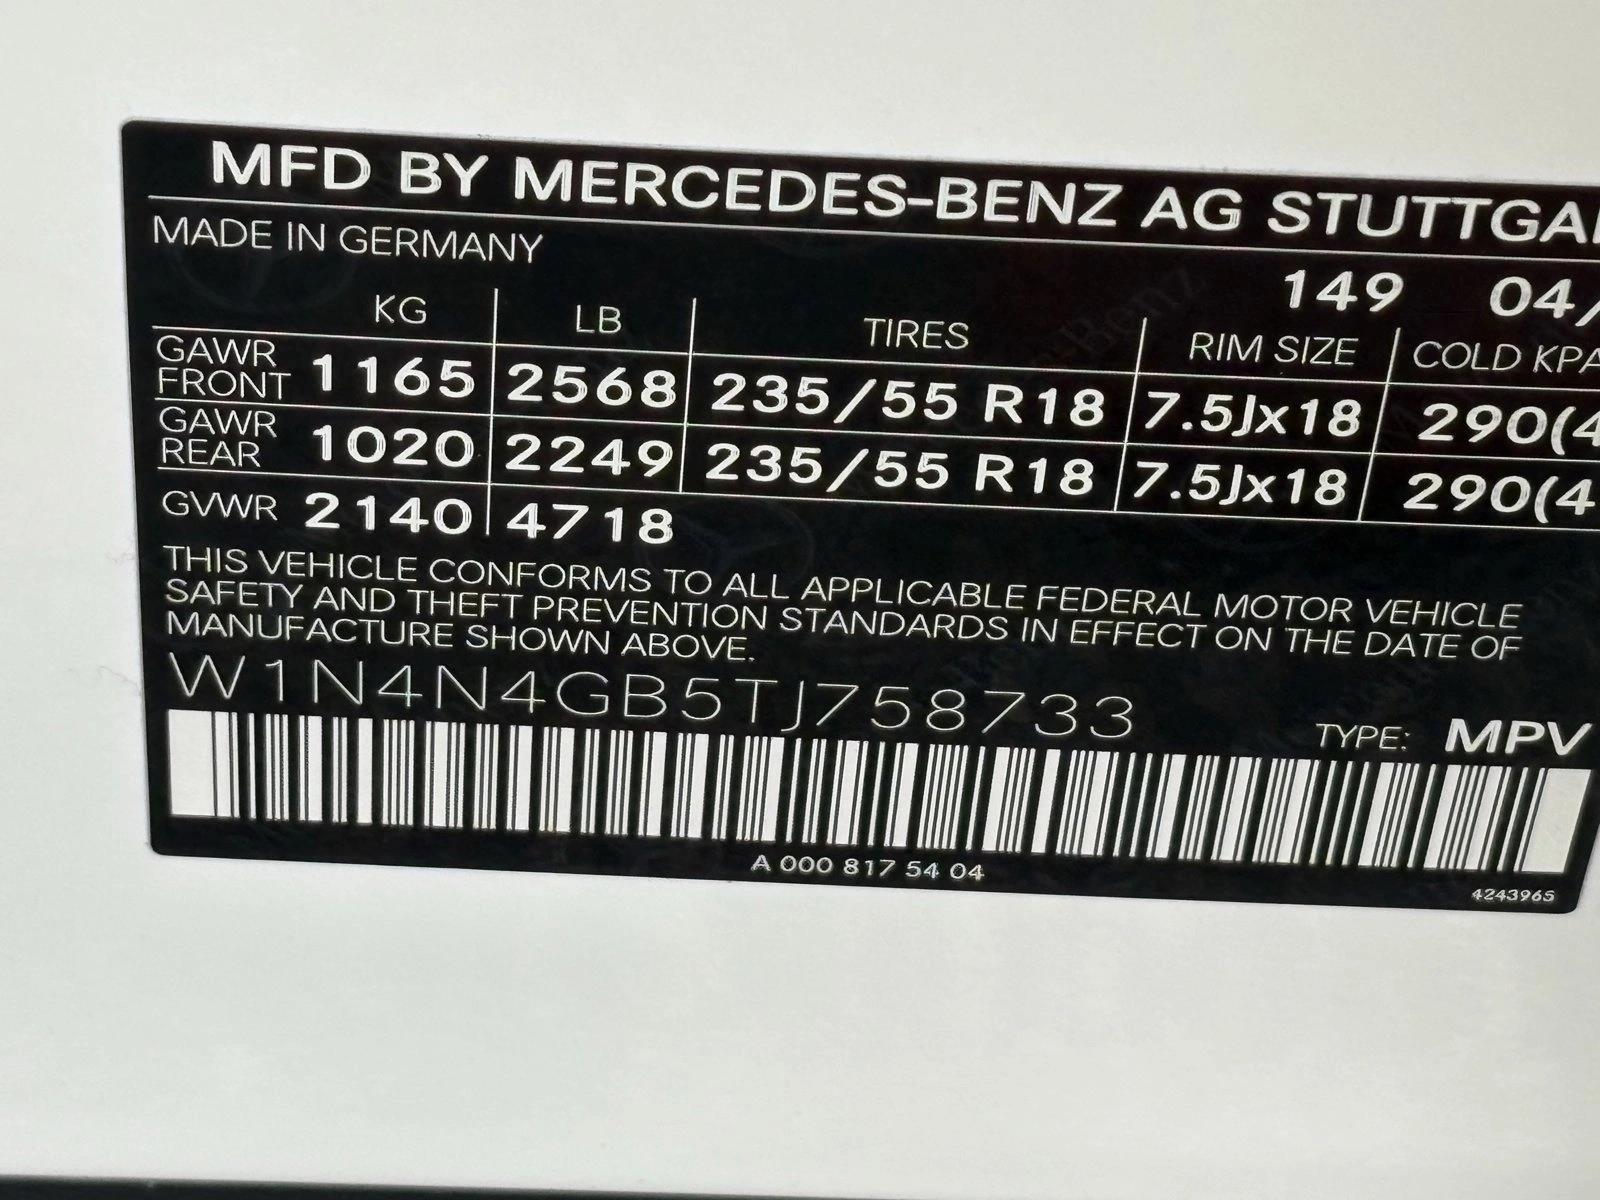 MFD BY MERCEDES-BENZ AG STUTTGA
MADE IN GERMANY
149 04/
KG LB TIRES RIM SIZE COLD KPA
GAWR FRONT 1165 2568 235/55 R18 7.5Jx18 290(4
GAWR REAR 1020 2249 235/55 R18 7.5Jx18 290(4
GVWR 2140 4718
THIS VEHICLE CONFORMS TO ALL APPLICABLE FEDERAL MOTOR VEHICLE
SAFETY AND THEFT PREVENTION STANDARDS IN EFFECT ON THE DATE OF
MANUFACTURE SHOWN ABOVE.
W1N4N4GB5TJ758733
TYPE: MPV
A 000 817 54 04
4243965